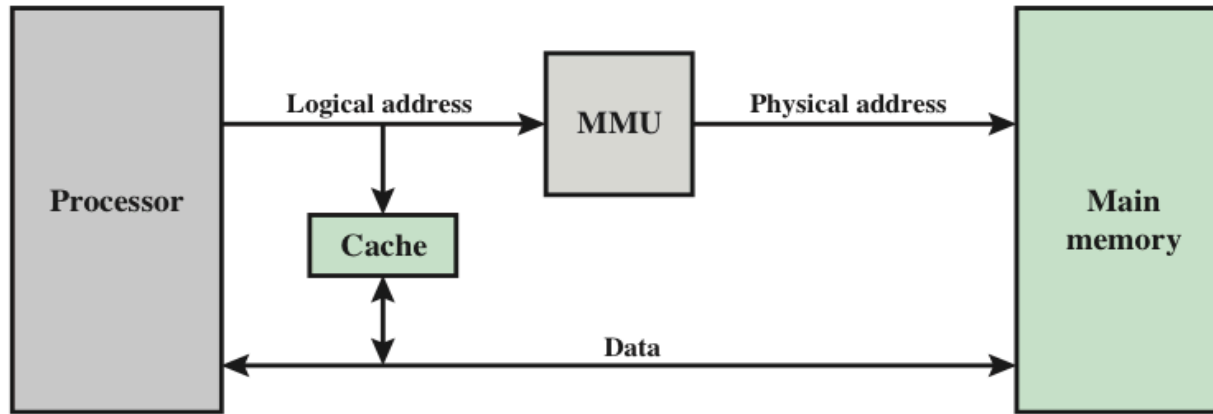 Logical address
Physical address
MMU
Processor
Main
memory
Cache
Data